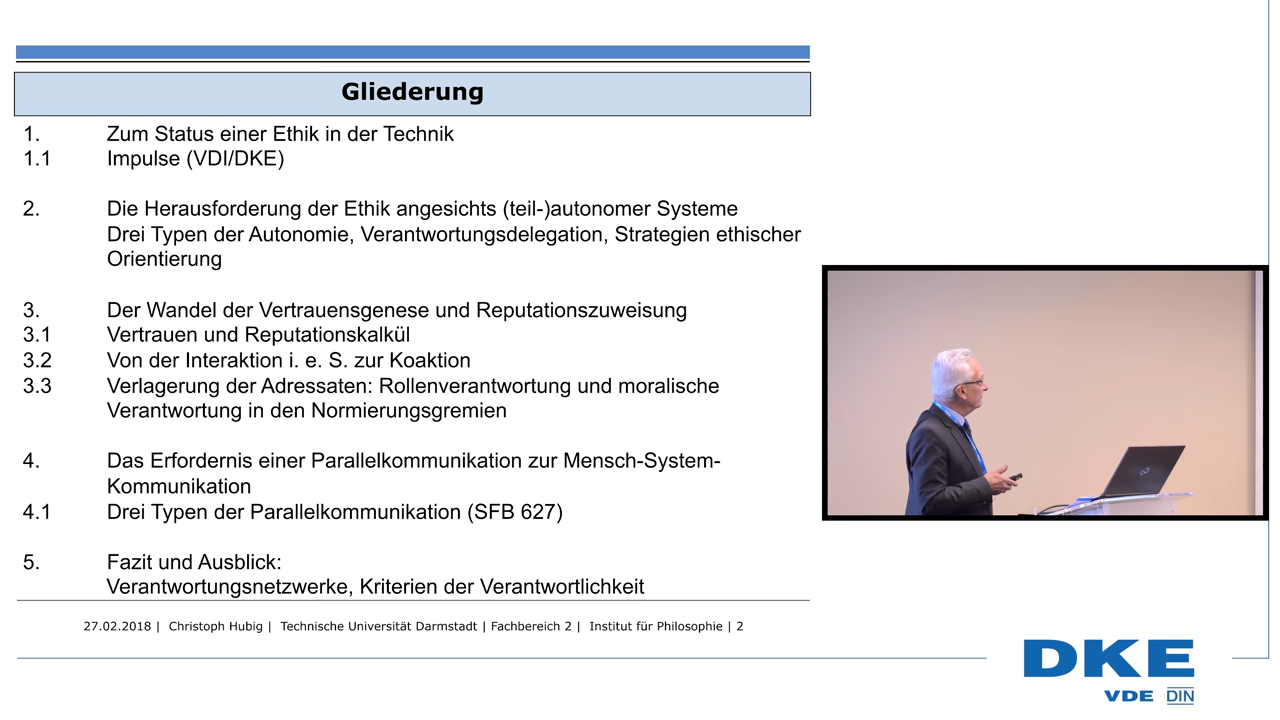 Gliederung
1. Zum Status einer Ethik in der Technik
1.1 Impulse (VDI/DKE)
2. Die Herausforderung der Ethik angesichts (teil-)autonomer Systeme
Drei Typen der Autonomie, Verantwortungsdelegation, Strategien ethischer
Orientierung
3. Der Wandel der Vertrauensgenese und Reputationszuweisung
3.1 Vertrauen und Reputationskalkül
3.2 Von der Interaktion i. e. S. zur Koaktion
3.3 Verlagerung der Adressaten: Rollenverantwortung und moralische
Verantwortung in den Normierungsgremien
4. Das Erfordernis einer Parallelkommunikation zur Mensch-System-
Kommunikation
4.1 Drei Typen der Parallelkommunikation (SFB 627)
5. Fazit und Ausblick:
Verantwortungsnetzwerke, Kriterien der Verantwortlichkeit
27.02.2018 | Christoph Hubig | Technische Universität Darmstadt | Fachbereich 2 | Institut für Philosophie | 2
DKE
VDE DIN